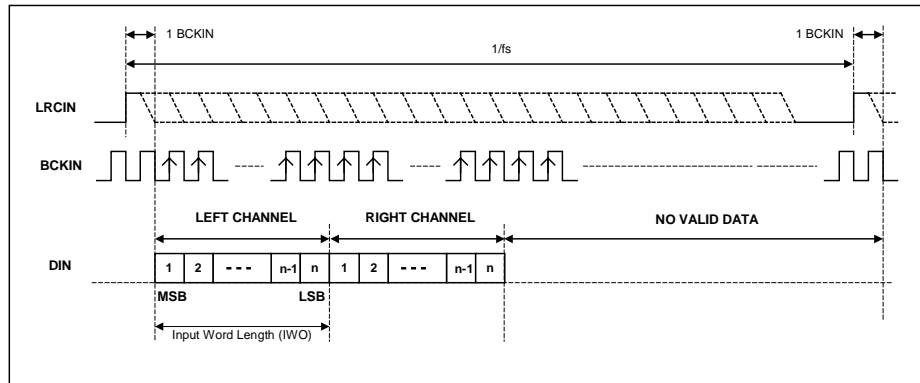 1 BCKIN 1 BCKIN
1/fs
LRCIN
BCKIN
LEFT CHANNEL RIGHT CHANNEL NO VALID DATA
DIN 1 2 n-1 n 1 2 n-1 n
MSB LSB
Input Word Length (IWO)